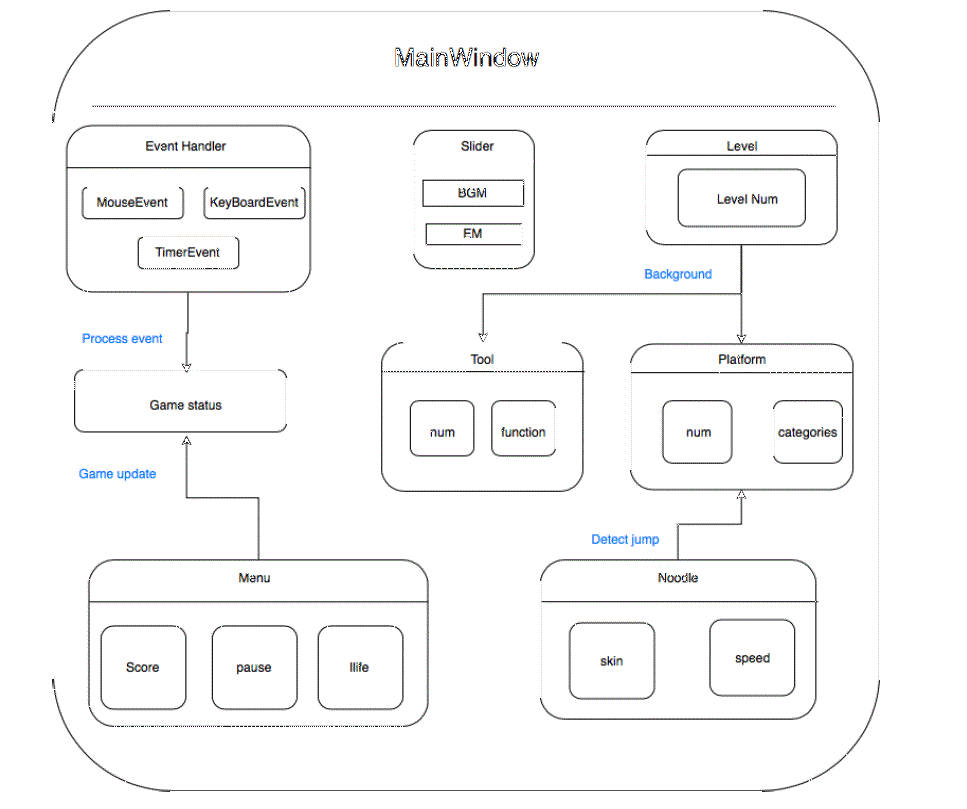 MainWindow
Event Handler
MouseEvent
KeyBoardEvent
TimerEvent
Slider
BGM
EM
Level
Level Num
Background
Process event
Game status
Game update
Tool
num
function
Platform
num
categories
Detect jump
Menu
Score
pause
llife
Noodle
skin
speed